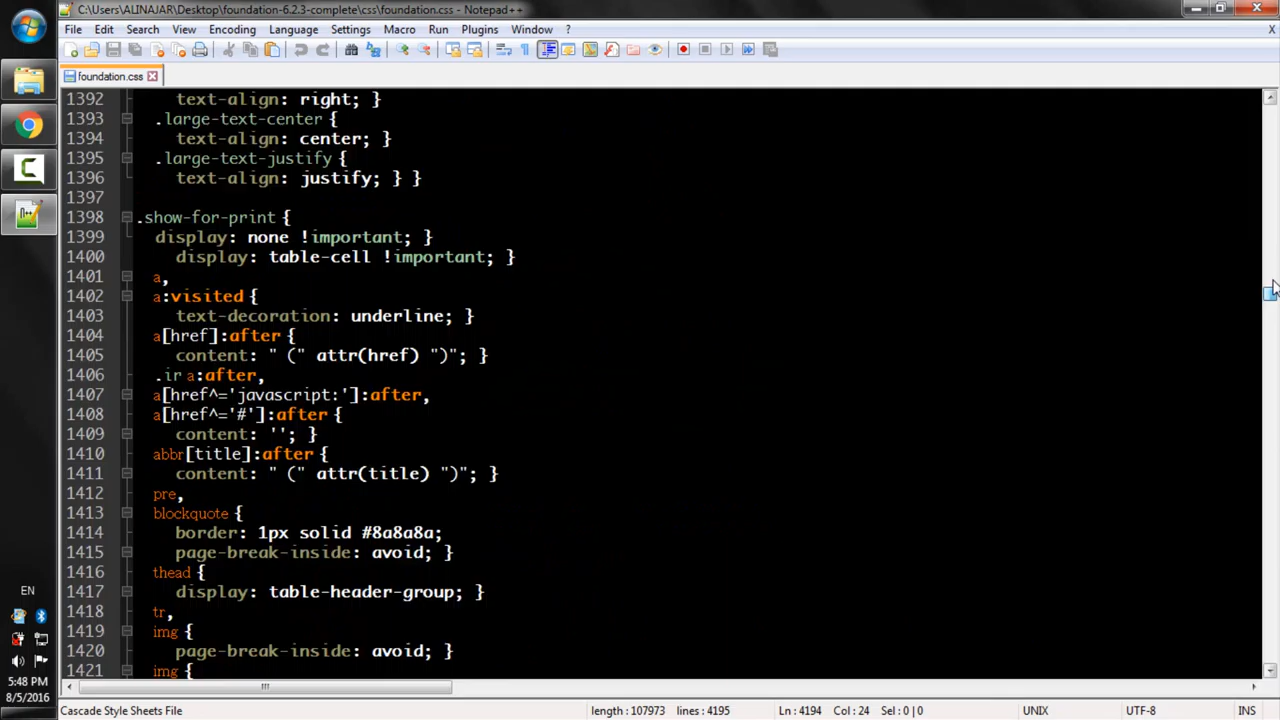 C:\Users\ALINAJAR\Desktop\foundation-6.2.3-complete\css\foundation.css - Notepad++
File Edit Search View Encoding Language Settings Macro Run Plugins Window ? X
foundation.css
1392 text-align: right; }
1393 .large-text-center {
1394 text-align: center; }
1395 .large-text-justify {
1396 text-align: justify; } }
1397
1398 .show-for-print {
1399 display: none !important; }
1400 display: table-cell !important; }
1401 a,
1402 a:visited {
1403 text-decoration: underline; }
1404 a[href]:after {
1405 content: " (" attr(href) ")"; }
1406 .ir a:after,
1407 a[href^='javascript:']:after,
1408 a[href^='#']:after {
1409 content: ''; }
1410 abbr[title]:after {
1411 content: " (" attr(title) ")"; }
1412 pre,
1413 blockquote {
1414 border: 1px solid #8a8a8a;
1415 page-break-inside: avoid; }
1416 thead {
1417 display: table-header-group; }
1418 tr,
1419 img {
1420 page-break-inside: avoid; }
1421 img {
EN
5:48 PM
8/5/2016
Cascade Style Sheets File length : 107973 lines : 4195 Ln : 4194 Col : 24 Sel : 0 | 0 UNIX UTF-8 INS